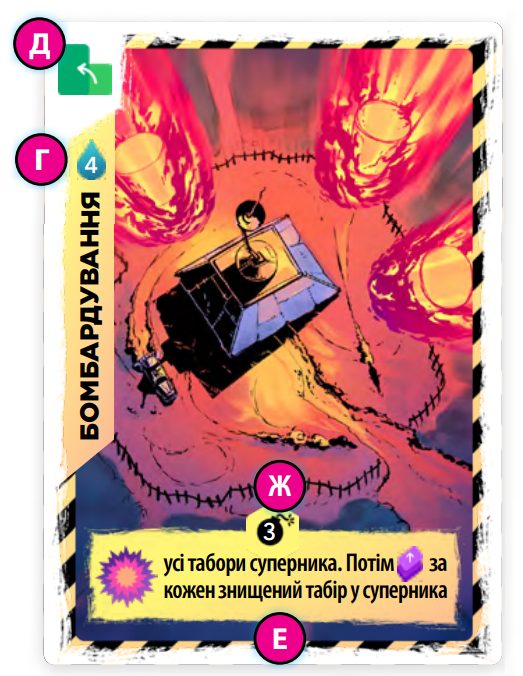 Д
Г
4
БОМБАРДУВАННЯ
Ж
3
усі табори суперника. Потім за
кожен знищений табір у суперника
Е